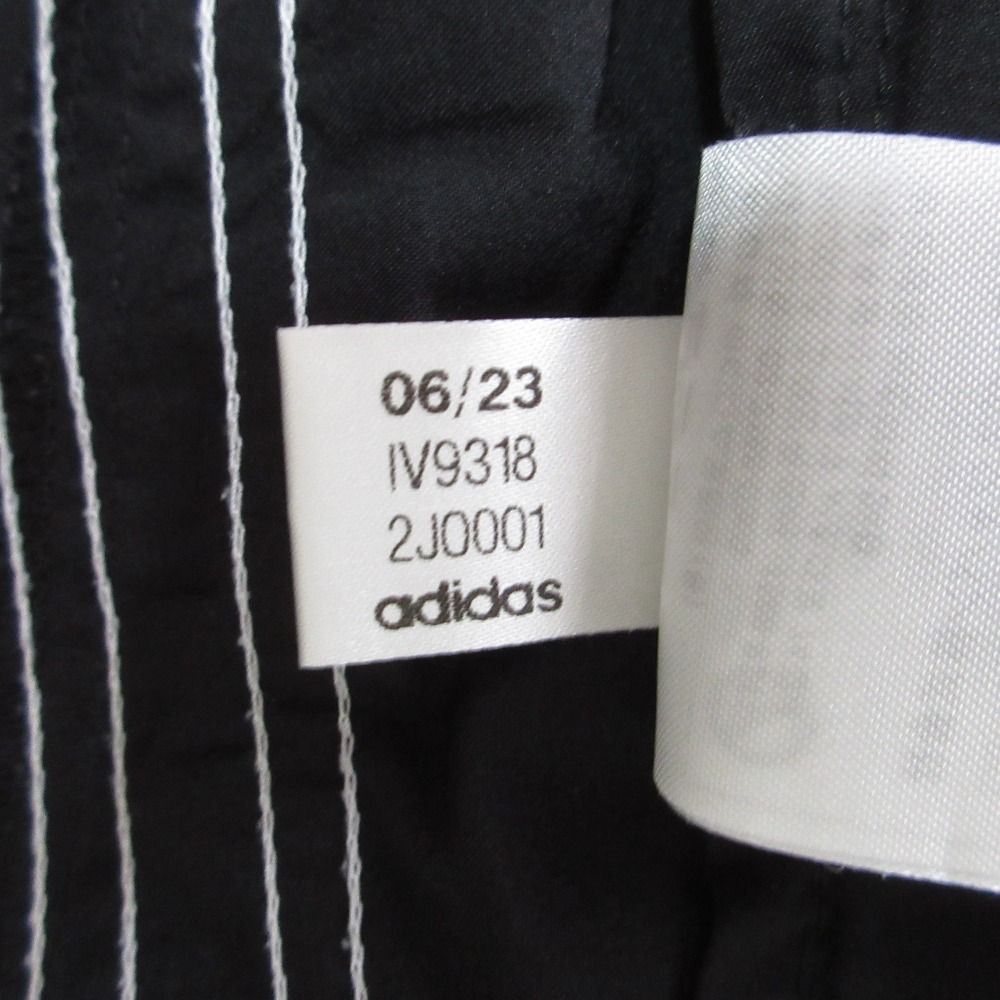 06/23
IV9318
2J0001
adidas